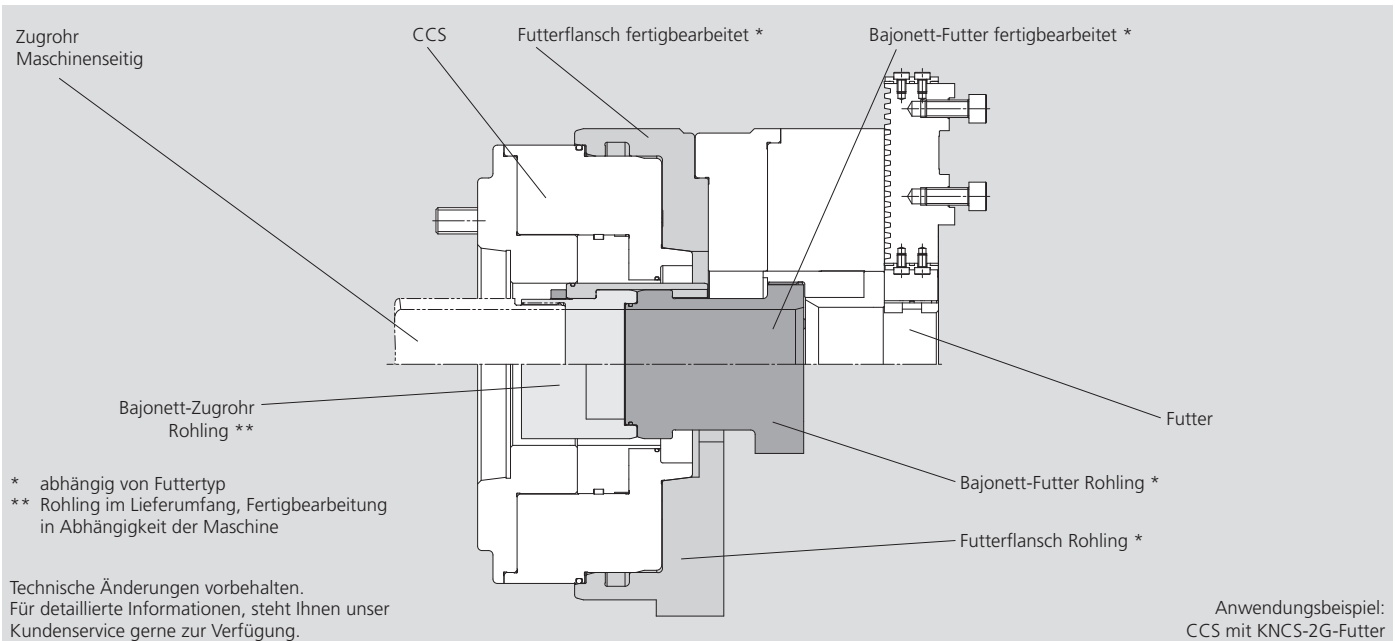 Zugrohr
Maschinenseitig
CCS
Futterflansch fertigbearbeitet *
Bajonett-Futter fertigbearbeitet *
Bajonett-Zugrohr
Rohling **
Futter
* abhängig von Futtertyp
** Rohling im Lieferumfang, Fertigbearbeitung
in Abhängigkeit der Maschine
Bajonett-Futter Rohling *
Futterflansch Rohling *
Technische Änderungen vorbehalten.
Für detaillierte Informationen, steht Ihnen unser
Kundenservice gerne zur Verfügung.
Anwendungsbeispiel:
CCS mit KNCS-2G-Futter